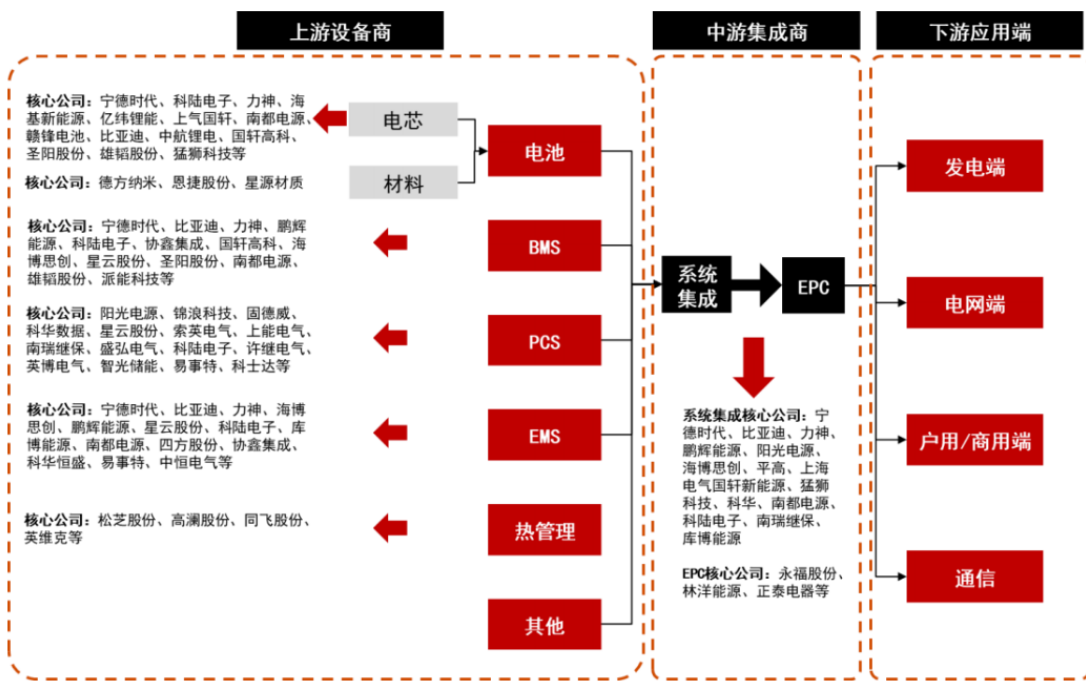 上游设备商
中游集成商
下游应用端
核心公司：宁德时代、科陆电子、力神、海
基新能源、亿纬锂能、上气国轩、南都电源、
赣锋电池、比亚迪、中航锂电、国轩高科、
圣阳股份、雄韬股份、猛狮科技等
电芯
核心公司：德方纳米、恩捷股份、星源材质
材料
电池
核心公司：宁德时代、比亚迪、力神、鹏辉
能源、科陆电子、协鑫集成、国轩高科、海
博思创、星云股份、圣阳股份、南都电源、
雄韬股份、派能科技等
BMS
核心公司：阳光电源、锦浪科技、固德威、
科华数据、星云股份、索英电气、上能电气、
南瑞继保、盛弘电气、科陆电子、许继电气、
英博电气、智光储能、易事特、科士达等
PCS
核心公司：宁德时代、比亚迪、力神、海博
思创、鹏辉能源、星云股份、科陆电子、库
博能源、南都电源、四方股份、协鑫集成、
科华恒盛、易事特、中恒电气等
EMS
核心公司：松芝股份、高澜股份、同飞股份、
英维克等
热管理
其他
系统
集成
EPC
系统集成核心公司：宁
德时代、比亚迪、力神、
鹏辉能源、阳光电源、
海博思创、平高、上海
电气国轩新能源、猛狮
科技、科华、南都电源、
科陆电子、南瑞继保、
库博能源
EPC核心公司：永福股份、
林洋能源、正泰电器等
发电端
电网端
户用/商用端
通信